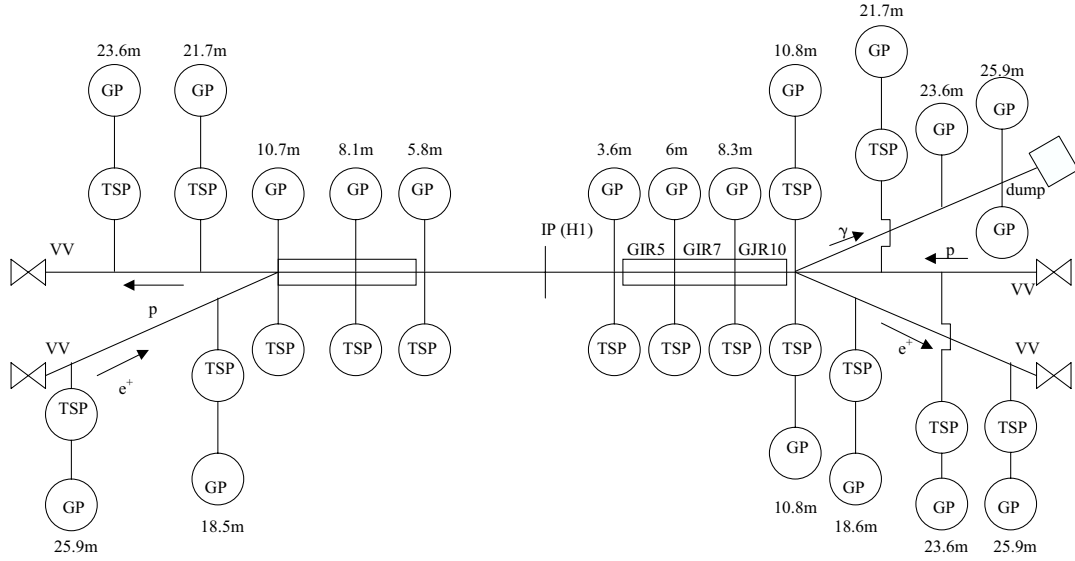 21.7m
23.6m 21.7m 10.8m
25.9m
23.6m
GP
GP GP GP GP
GP
10.7m 8.1m 5.8m 3.6m 6m 8.3m TSP
TSP TSP GP GP GP GP GP GP TSP dump
IP (H1) γ GP
VV GIR5 GIR7 GJR10 p
p VV
VV TSP TSP TSP TSP TSP TSP TSP e⁺ VV
e⁺ TSP TSP
TSP TSP TSP
GP
GP GP GP
GP GP
10.8m
25.9m 18.5m 18.6m 23.6m 25.9m